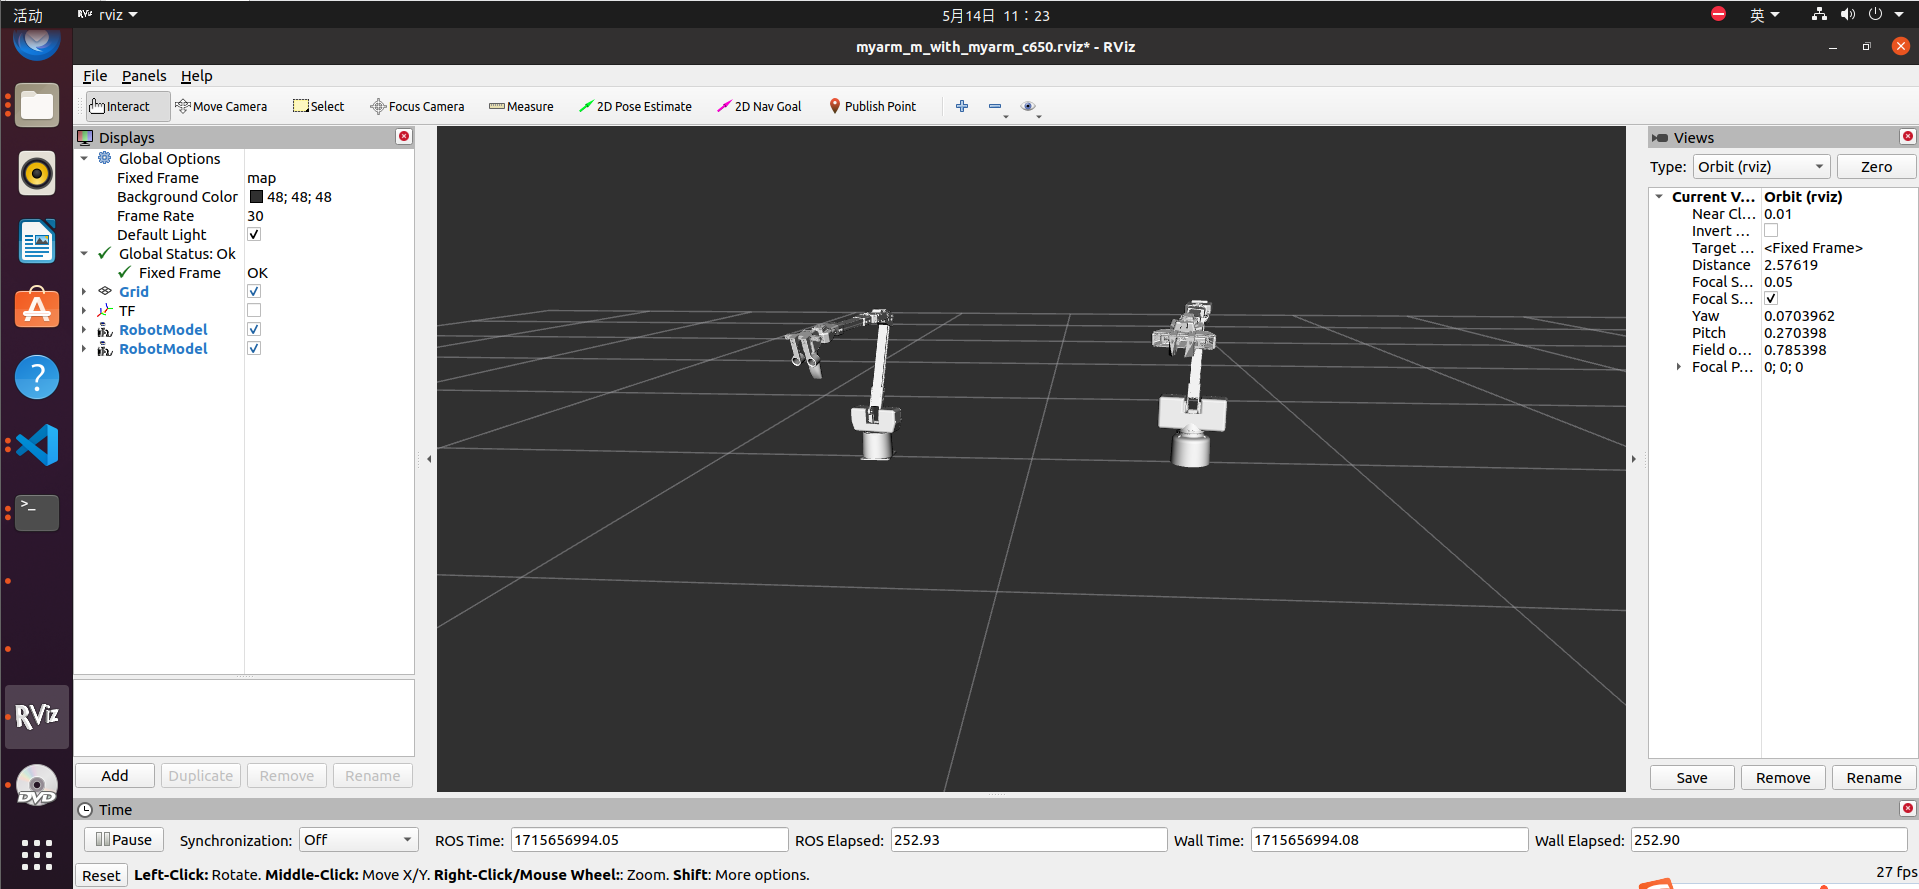 活动 RViz rviz 5月14日 11：23 英
myarm_m_with_myarm_c650.rviz* - RViz
File Panels Help
Interact Move Camera Select Focus Camera Measure 2D Pose Estimate 2D Nav Goal Publish Point
Displays
Global Options
Fixed Frame map
Background Color 48; 48; 48
Frame Rate 30
Default Light
Global Status: Ok
Fixed Frame OK
Grid
TF
RobotModel
RobotModel
Add Duplicate Remove Rename
Views
Type: Orbit (rviz) Zero
Current V... Orbit (rviz)
Near Cl... 0.01
Invert ...
Target ... <Fixed Frame>
Distance 2.57619
Focal S... 0.05
Focal S...
Yaw 0.0703962
Pitch 0.270398
Field o... 0.785398
Focal P... 0; 0; 0
Save Remove Rename
RViz
DVD
Time
Pause Synchronization: Off ROS Time: 1715656994.05 ROS Elapsed: 252.93 Wall Time: 1715656994.08 Wall Elapsed: 252.90
Reset Left-Click: Rotate. Middle-Click: Move X/Y. Right-Click/Mouse Wheel:: Zoom. Shift: More options. 27 fps